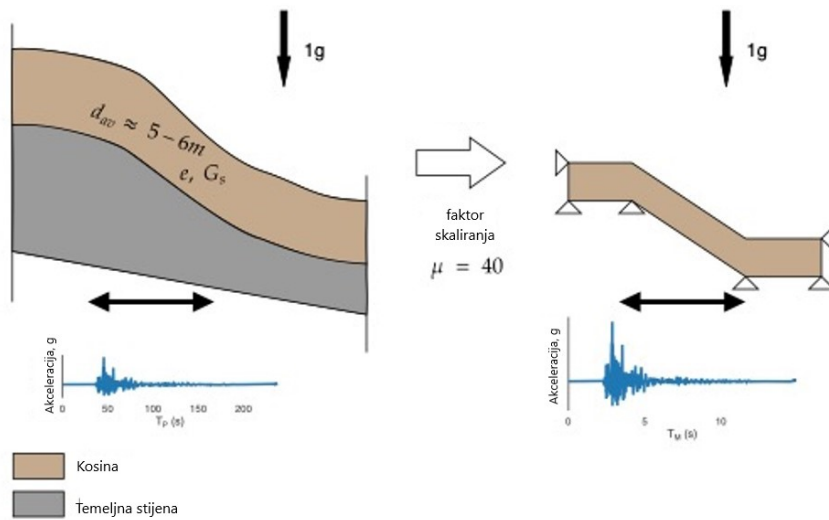 1g
1g
d_av ≈ 5-6m
e, G_s
faktor
skaliranja
μ = 40
Akceleracija, g
0 50 100 150 200
T_P (s)
Akceleracija, g
0 5 10
T_M (s)
Kosina
Temeljna stijena